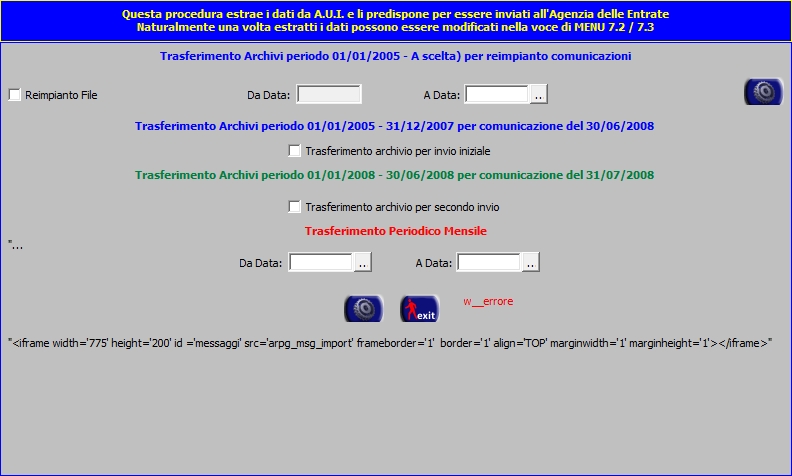 Questa procedura estrae i dati da A.U.I. e li predispone per essere inviati all'Agenzia delle Entrate
Naturalmente una volta estratti i dati possono essere modificati nella voce di MENU 7.2 / 7.3
Trasferimento Archivi periodo 01/01/2005 - A scelta) per reimpianto comunicazioni
Reimpianto File Da Data: A Data: ..
Trasferimento Archivi periodo 01/01/2005 - 31/12/2007 per comunicazione del 30/06/2008
Trasferimento archivio per invio iniziale
Trasferimento Archivi periodo 01/01/2008 - 30/06/2008 per comunicazione del 31/07/2008
Trasferimento archivio per secondo invio
Trasferimento Periodico Mensile
"...
Da Data: .. A Data: ..
exit w__errore
"<iframe width='775' height='200' id ='messaggi' src='arpg_msg_import' frameborder='1' border='1' align='TOP' marginwidth='1' marginheight='1'></iframe>"